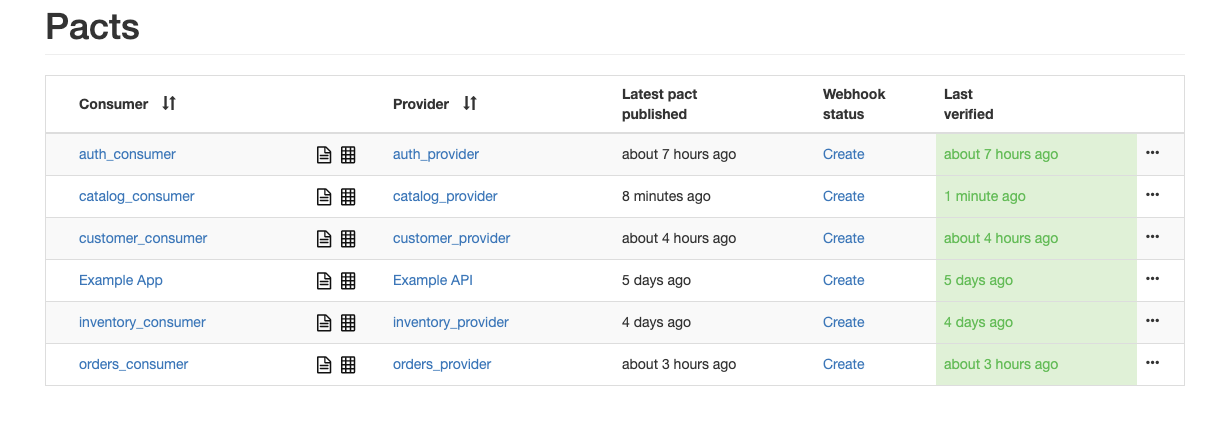 Pacts
Consumer Provider Latest pact published Webhook status Last verified
auth_consumer auth_provider about 7 hours ago Create about 7 hours ago ...
catalog_consumer catalog_provider 8 minutes ago Create 1 minute ago ...
customer_consumer customer_provider about 4 hours ago Create about 4 hours ago ...
Example App Example API 5 days ago Create 5 days ago ...
inventory_consumer inventory_provider 4 days ago Create 4 days ago ...
orders_consumer orders_provider about 3 hours ago Create about 3 hours ago ...